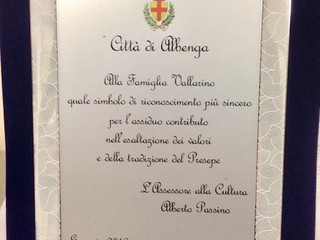 Città di Albenga
Alla Famiglia Vallarino
quale simbolo di riconoscimento più sincero
per l'assiduo contributo
nell'esaltazione dei valori
e della tradizione del Presepe
L'Assessore alla Cultura
Alberto Passino